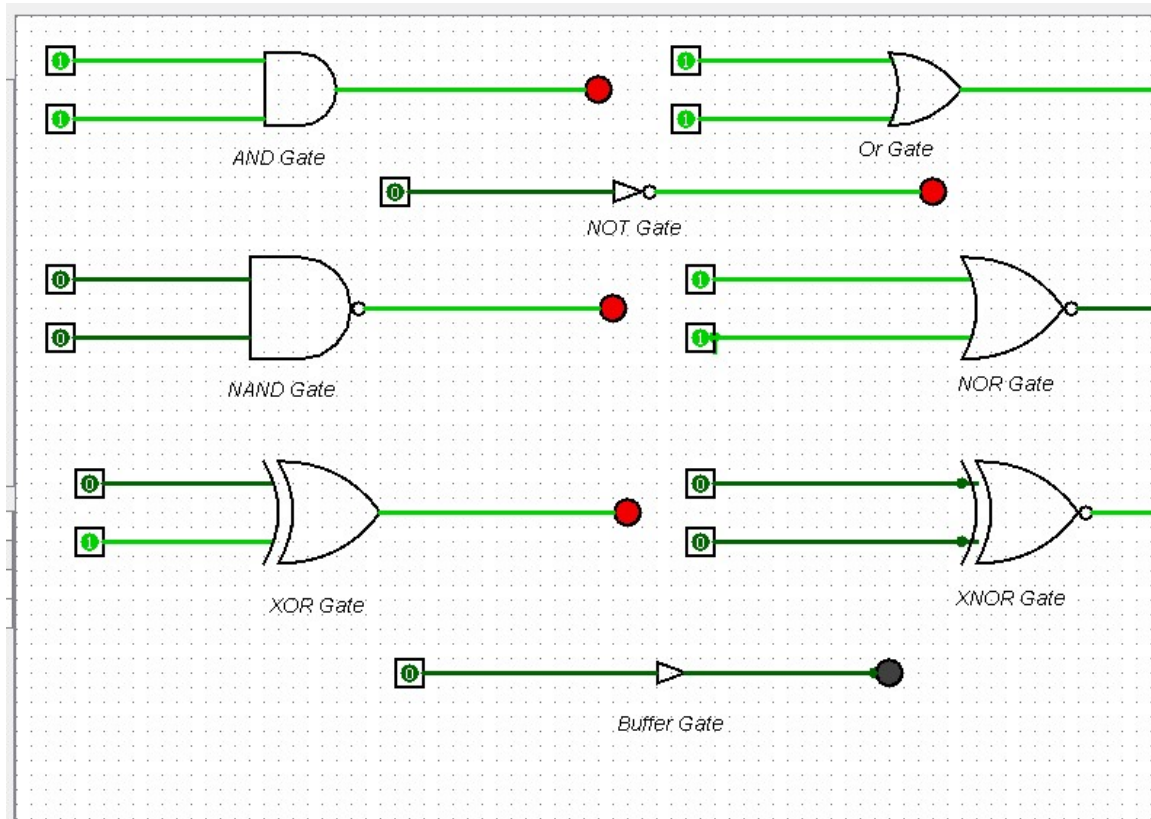 1
1
1
1
AND Gate
Or Gate
0
NOT Gate
0
0
1
1
NAND Gate
NOR Gate
0
1
0
0
XOR Gate
XNOR Gate
0
Buffer Gate